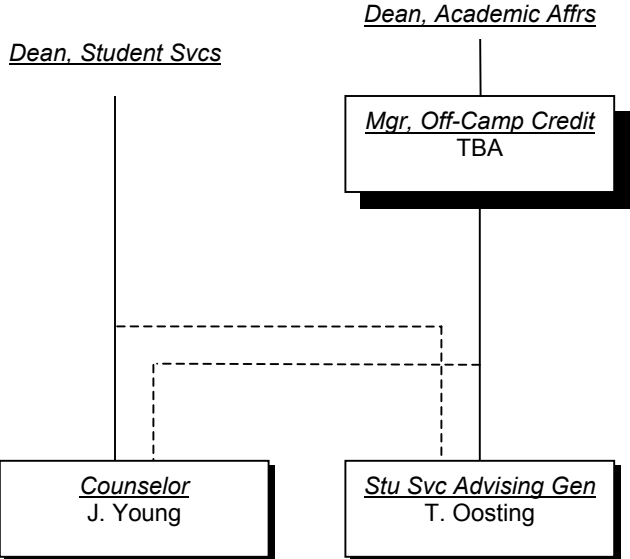 Dean, Academic Affrs
Dean, Student Svcs
Mgr, Off-Camp Credit
TBA
Counselor
J. Young
Stu Svc Advising Gen
T. Oosting